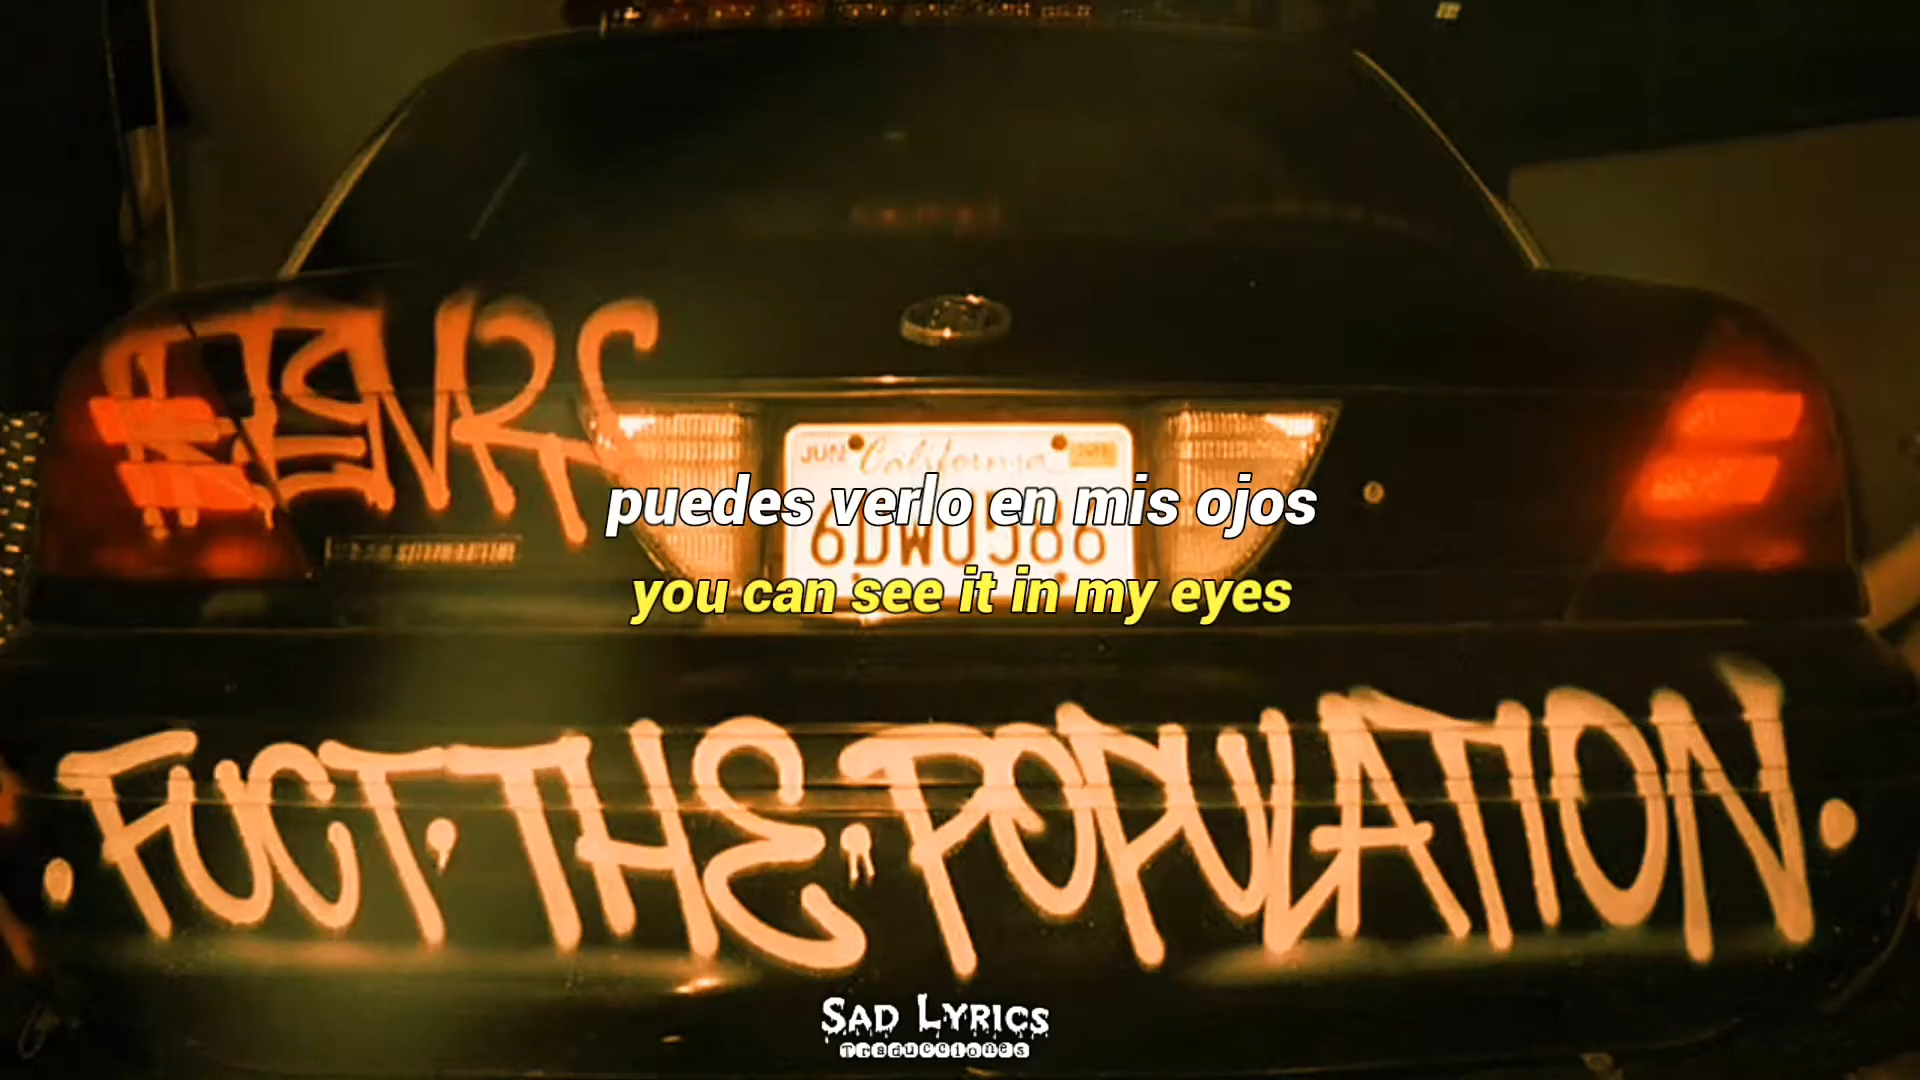 JUN California
puedes verlo en mis ojos
you can see it in my eyes
FUCT. THE. POPULATION.
SAD LYRICS
Traducciones